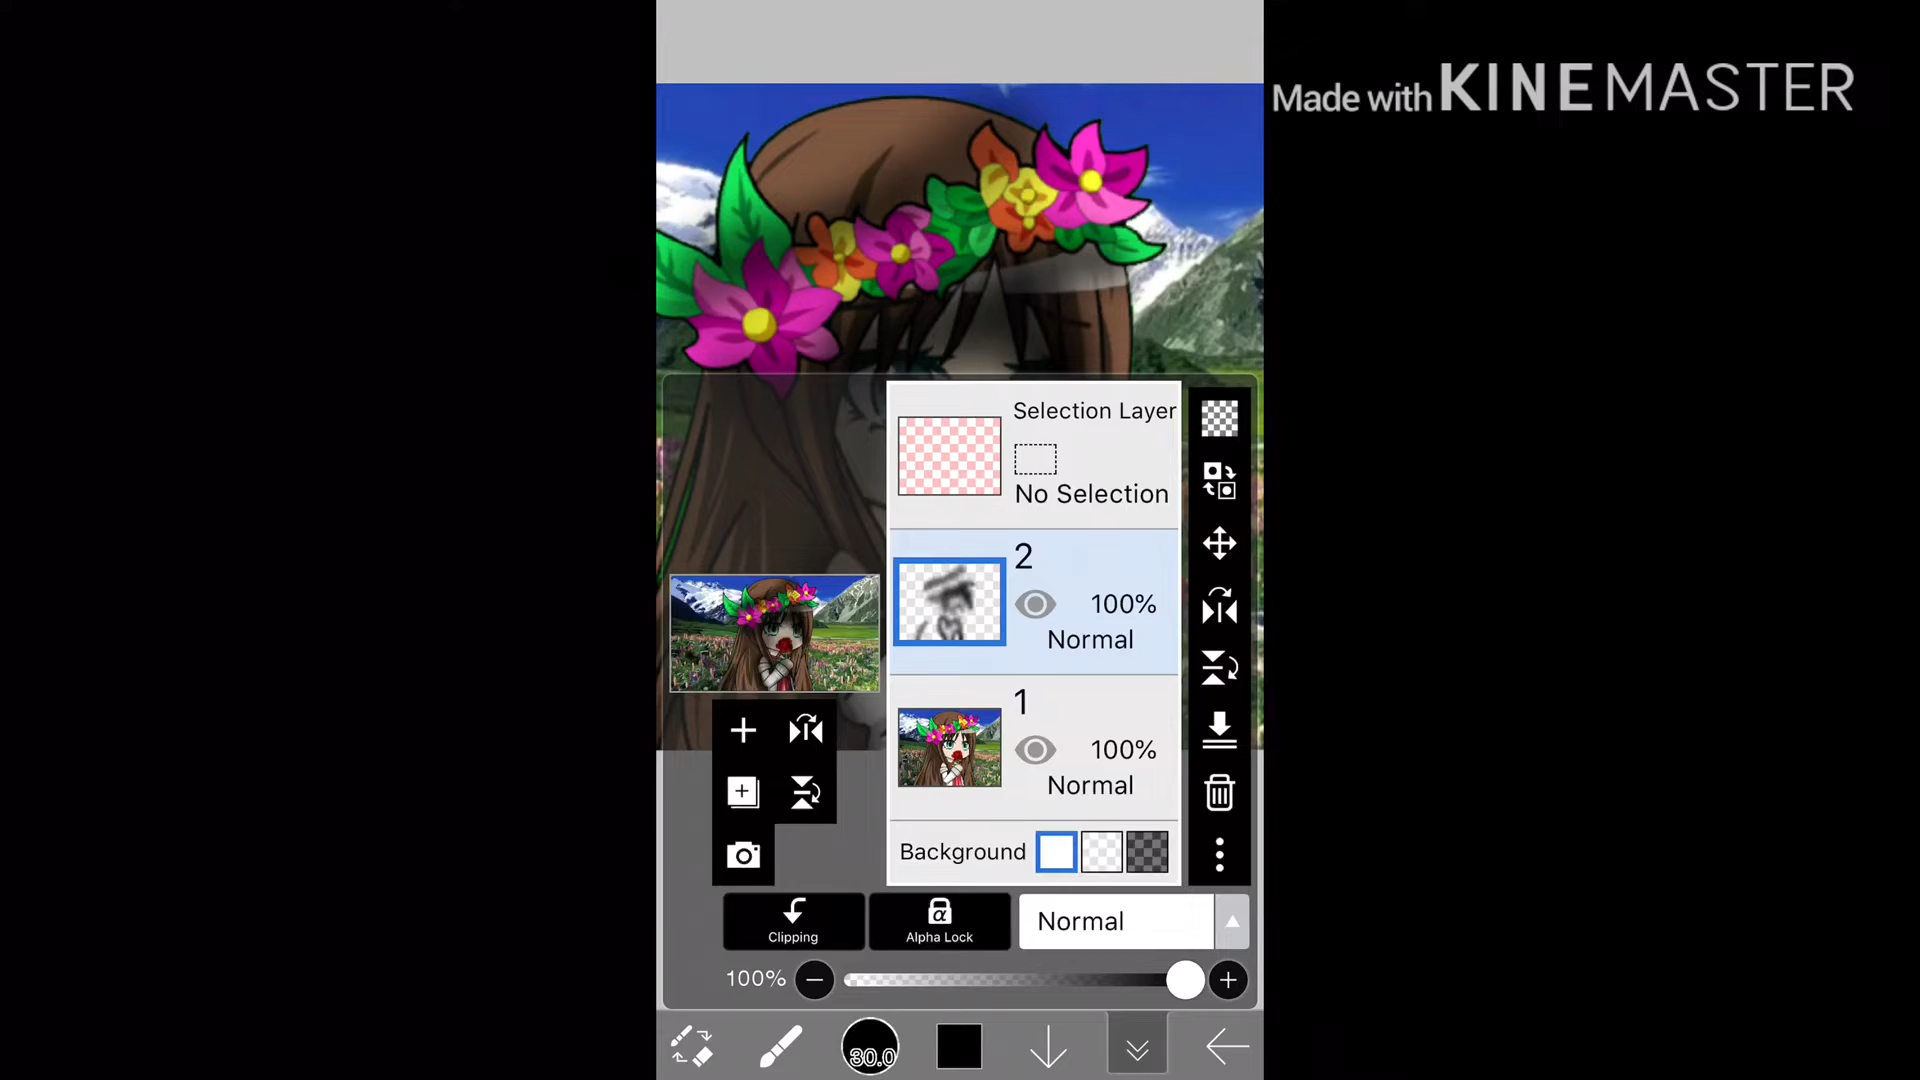 Made with KINEMASTER
Selection Layer
No Selection
2
100%
Normal
1
100%
Normal
Background
Clipping
α
Alpha Lock
Normal
100%
30.0